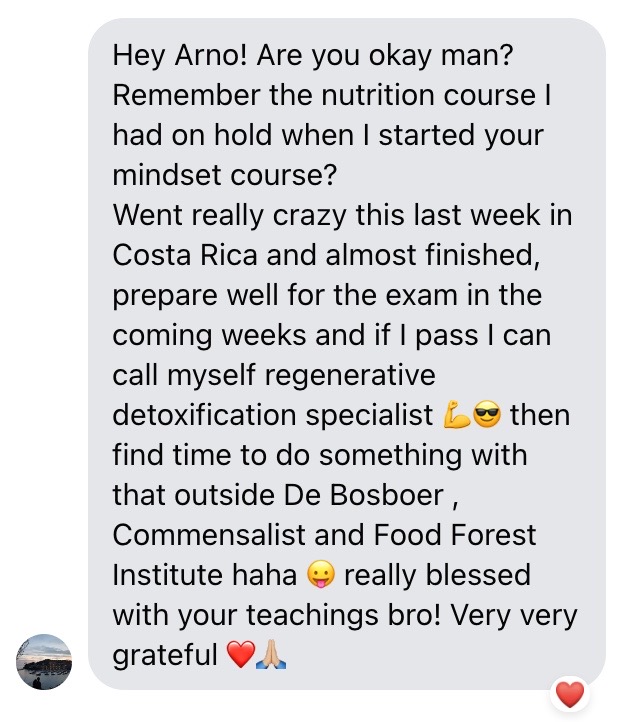 Hey Arno! Are you okay man?
Remember the nutrition course I
had on hold when I started your
mindset course?
Went really crazy this last week in
Costa Rica and almost finished,
prepare well for the exam in the
coming weeks and if I pass I can
call myself regenerative
detoxification specialist 💪😎 then
find time to do something with
that outside De Bosboer ,
Commensalist and Food Forest
Institute haha 😛 really blessed
with your teachings bro! Very very
grateful ❤️🙏🏼